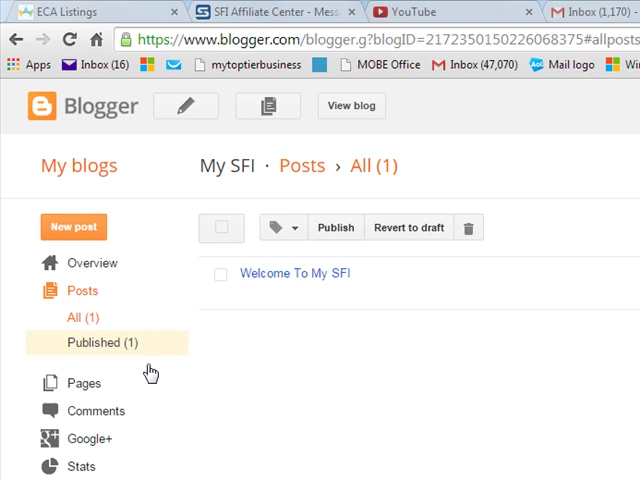 ECA Listings
SFI Affiliate Center - Mess
YouTube
Inbox (1,170)
https://www.blogger.com/blogger.g?blogID=2172350150226068375#allposts
Apps
Inbox (16)
mytoptierbusiness
MOBE Office
Inbox (47,070)
Aol.
Mail logo
Win
Blogger
View blog
My blogs
My SFI · Posts › All (1)
New post
Publish
Revert to draft
Overview
Welcome To My SFI
Posts
All (1)
Published (1)
Pages
Comments
Google+
Stats